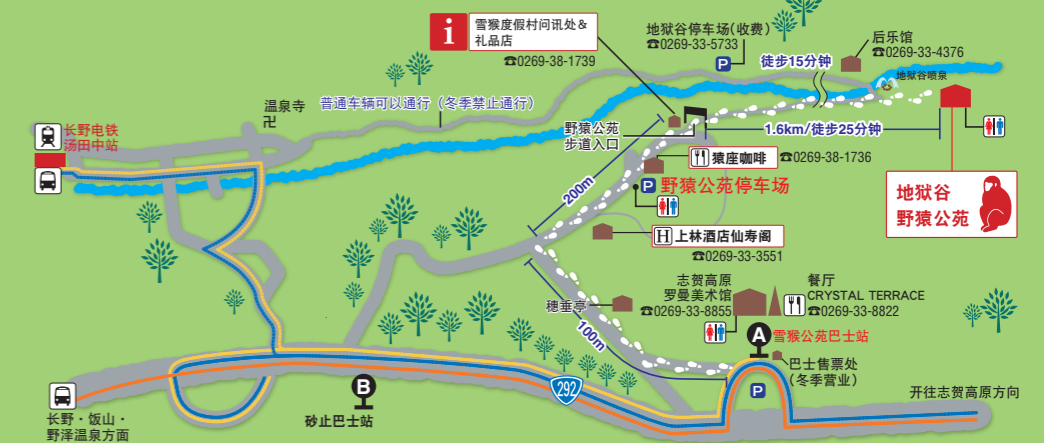 i
雪猴度假村问讯处&
礼品店
☎0269-38-1739
地狱谷停车场(收费)
☎0269-33-5733
P
后乐馆
☎0269-33-4376
徒步15分钟
地狱谷喷泉
温泉寺
卍
普通车辆可以通行(冬季禁止通行)
长野电铁
汤田中站
野猿公苑
步道入口
1.6km/徒步25分钟
猿座咖啡
☎0269-38-1736
P 野猿公苑停车场
200m
地狱谷
野猿公苑
H 上林酒店仙寿阁
☎0269-33-3551
志贺高原
罗曼美术馆
☎0269-33-8855
餐厅
CRYSTAL TERRACE
☎0269-33-8822
穗垂亭
100m
A
雪猴公苑巴士站
巴士售票处
(冬季营业)
P
B
砂止巴士站
292
开往志贺高原方向
长野・饭山・
野泽温泉方面